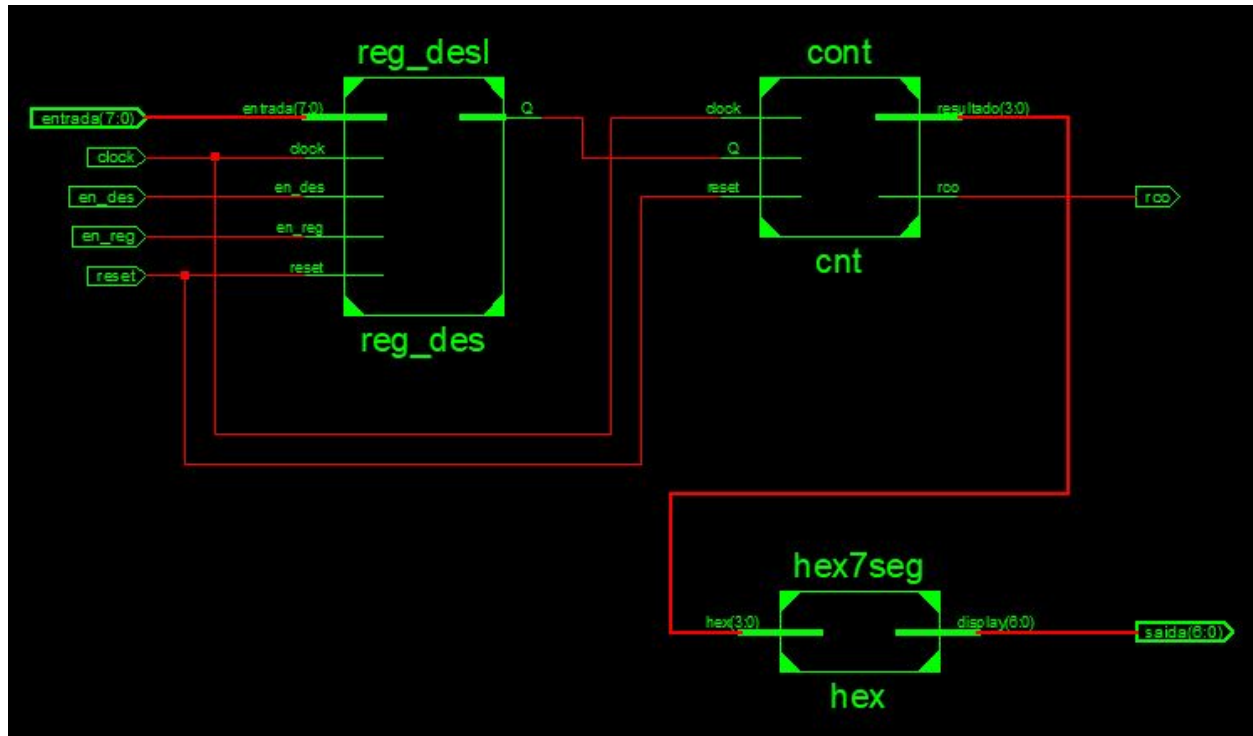 reg_desl
entrada(7:0)
entrada(7:0)
clock
clock
en_des
en_des
en_reg
en_reg
reset
reset
Q
reg_des
cont
clock
Q
reset
resultado(3:0)
rco
rco
cnt
hex7seg
hex(3:0)
display(6:0)
saida(6:0)
hex